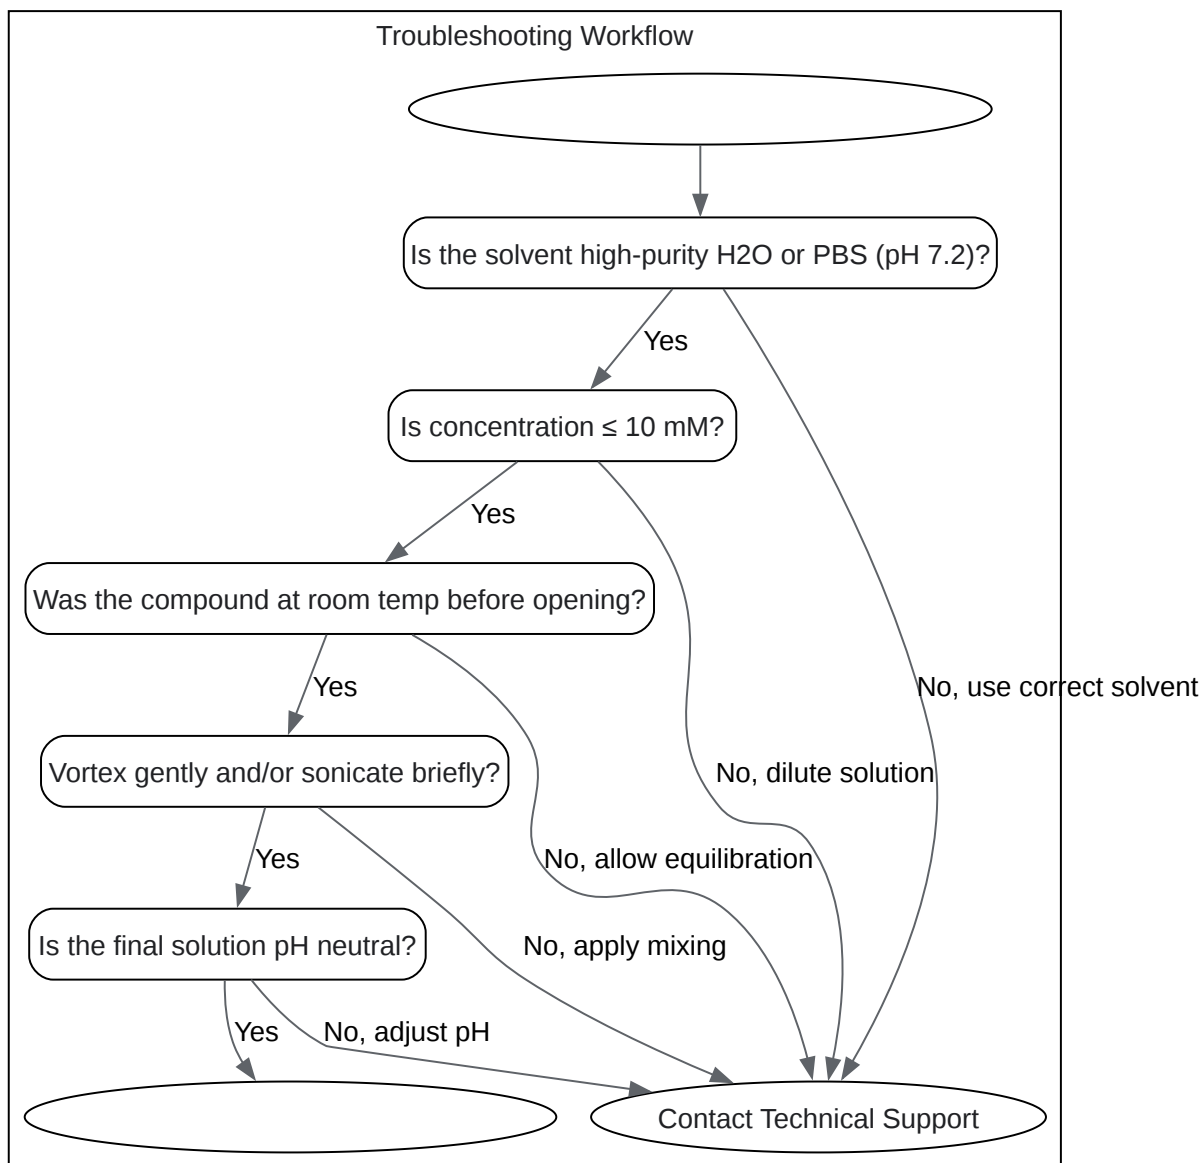 Troubleshooting Workflow
Is the solvent high-purity H2O or PBS (pH 7.2)?
Yes
Is concentration ≤ 10 mM?
Yes
Was the compound at room temp before opening?
Yes
No, use correct solvent
Vortex gently and/or sonicate briefly?
No, dilute solution
Yes
No, allow equilibration
Is the final solution pH neutral?
No, apply mixing
Yes
No, adjust pH
Contact Technical Support